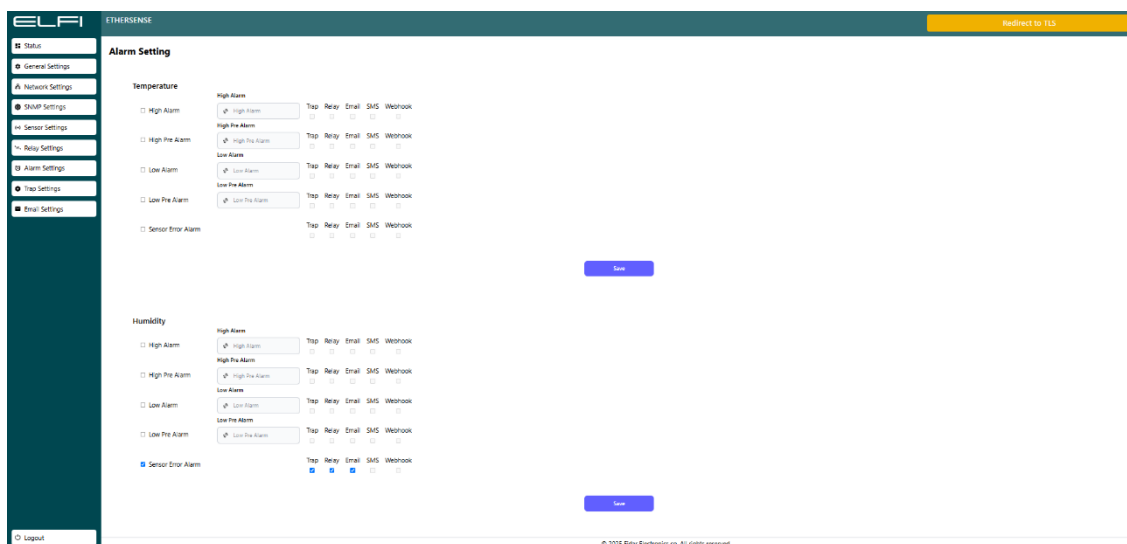 ELFI
ETHERSENSE
Redirect to TLS
Status
General Settings
Network Settings
SNMP Settings
Sensor Settings
Relay Settings
Alarm Settings
Trap Settings
Email Settings
Logout
Alarm Setting
Temperature
High Alarm
High Alarm High Alarm Trap Relay Email SMS Webhook
High Pre Alarm
High Pre Alarm High Pre Alarm Trap Relay Email SMS Webhook
Low Alarm
Low Alarm Low Alarm Trap Relay Email SMS Webhook
Low Pre Alarm
Low Pre Alarm Low Pre Alarm Trap Relay Email SMS Webhook
Sensor Error Alarm Trap Relay Email SMS Webhook
Save
Humidity
High Alarm
High Alarm High Alarm Trap Relay Email SMS Webhook
High Pre Alarm
High Pre Alarm High Pre Alarm Trap Relay Email SMS Webhook
Low Alarm
Low Alarm Low Alarm Trap Relay Email SMS Webhook
Low Pre Alarm
Low Pre Alarm Low Pre Alarm Trap Relay Email SMS Webhook
Sensor Error Alarm Trap Relay Email SMS Webhook
Save
© 2025 Electronics co. All rights reserved